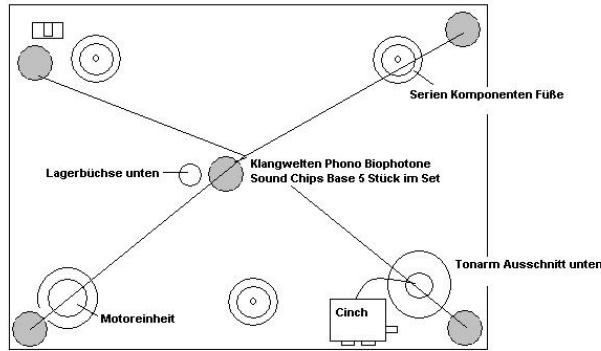 Serien Komponenten Füße
Klangwelten Phono Biophotone
Sound Chips Base 5 Stück im Set
Lagerbüchse unten
Tonarm Ausschnitt unten
Cinch
Motoreinheit